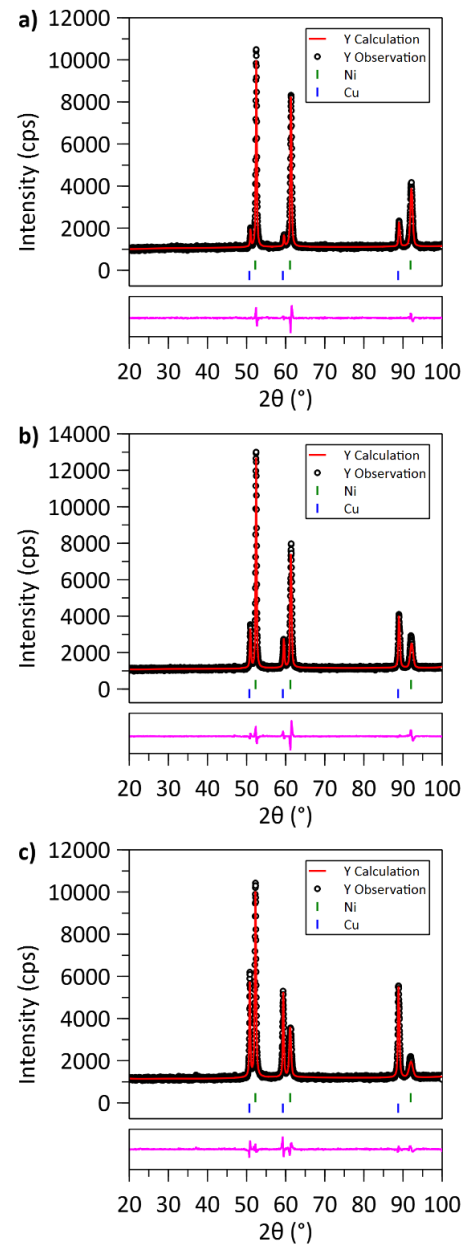 a)
12000
10000
8000
6000
4000
2000
0
Intensity (cps)
Y Calculation
Y Observation
Ni
Cu
20 30 40 50 60 70 80 90 100
2θ (°)
b)
14000
12000
10000
8000
6000
4000
2000
0
Intensity (cps)
Y Calculation
Y Observation
Ni
Cu
20 30 40 50 60 70 80 90 100
2θ (°)
c)
12000
10000
8000
6000
4000
2000
0
Intensity (cps)
Y Calculation
Y Observation
Ni
Cu
20 30 40 50 60 70 80 90 100
2θ (°)